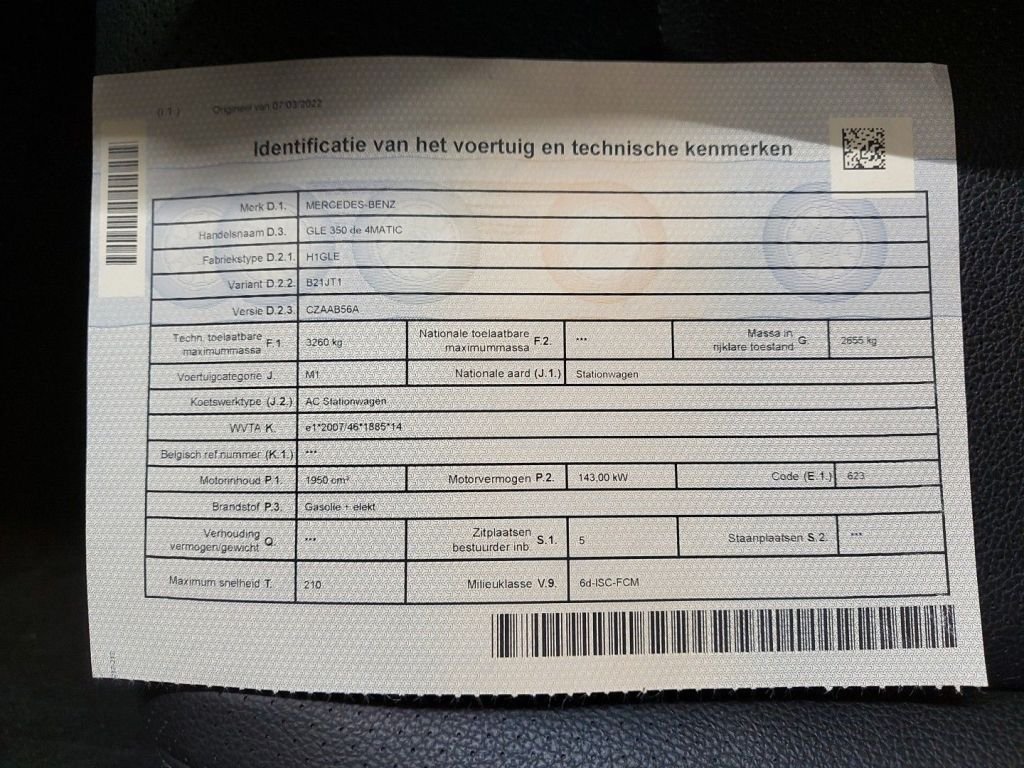 (I.1)
Origineel van 07/03/2022
Identificatie van het voertuig en technische kenmerken
Merk D.1. MERCEDES-BENZ
Handelsnaam D.3. GLE 350 de 4MATIC
Fabriekstype D.2.1. H1GLE
Variant D.2.2. B21JT1
Versie D.2.3. CZAAB56A
Techn. toelaatbare maximummassa F.1. 3260 kg Nationale toelaatbare maximummassa F.2. *** Massa in rijklare toestand G. 2655 kg
Voertuigcategorie J. M1 Nationale aard (J.1.) Stationwagen
Koetswerktype (J.2.) AC Stationwagen
WVTA K. e1*2007/46*1885*14
Belgisch ref.nummer (K.1.) ***
Motorinhoud P.1. 1950 cm³ Motorvermogen P.2. 143,00 kW Code (E.1.) 623
Brandstof P.3. Gasolie + elekt
Verhouding vermogen/gewicht Q. *** Zitplaatsen bestuurder inb. S.1. 5 Staanplaatsen S.2. ***
Maximum snelheid T. 210 Milieuklasse V.9. 6d-ISC-FCM